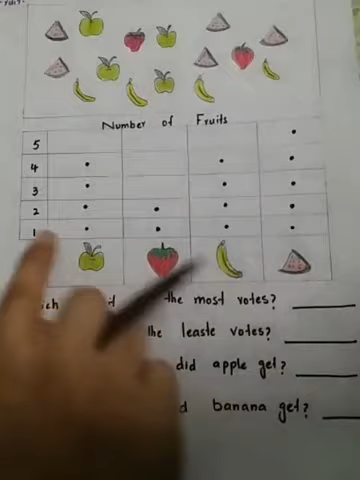 Number of Fruits
5
4
3
2
1
the most votes?
the leaste votes?
did apple get?
banana get?